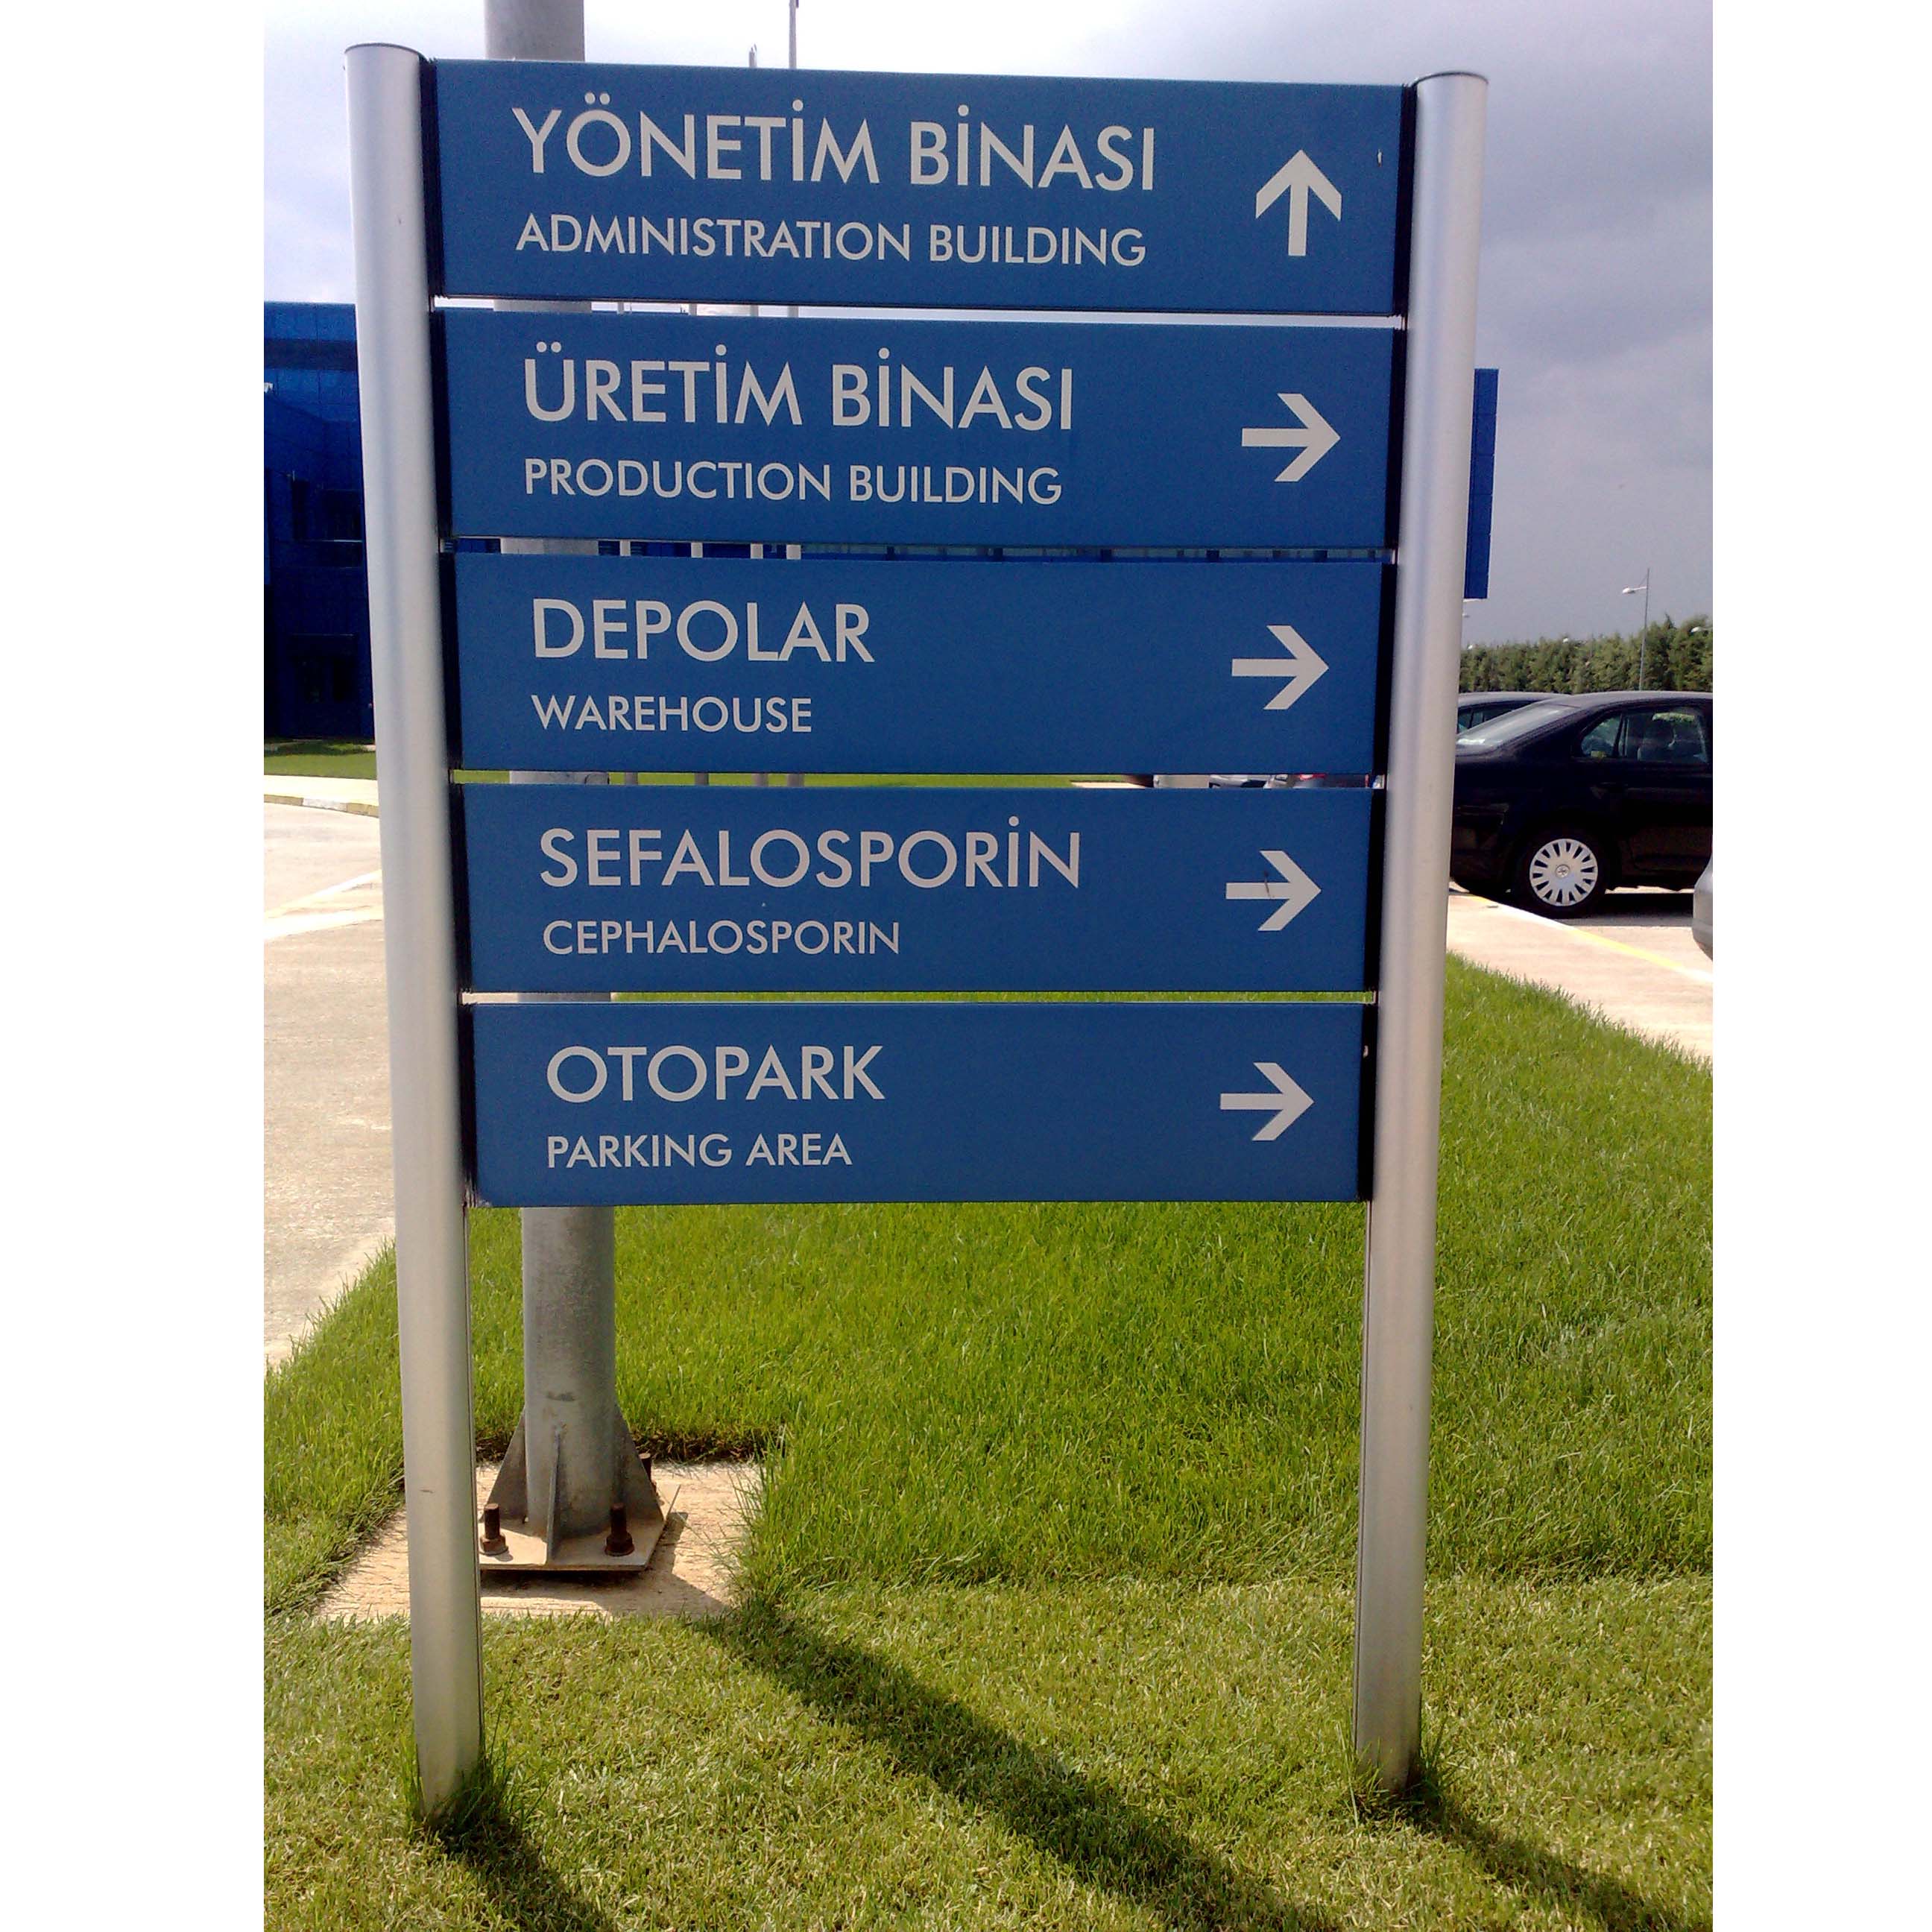 YÖNETİM BİNASI
ADMINISTRATION BUILDING
ÜRETİM BİNASI
PRODUCTION BUILDING
DEPOLAR
WAREHOUSE
SEFALOSPORİN
CEPHALOSPORIN
OTOPARK
PARKING AREA